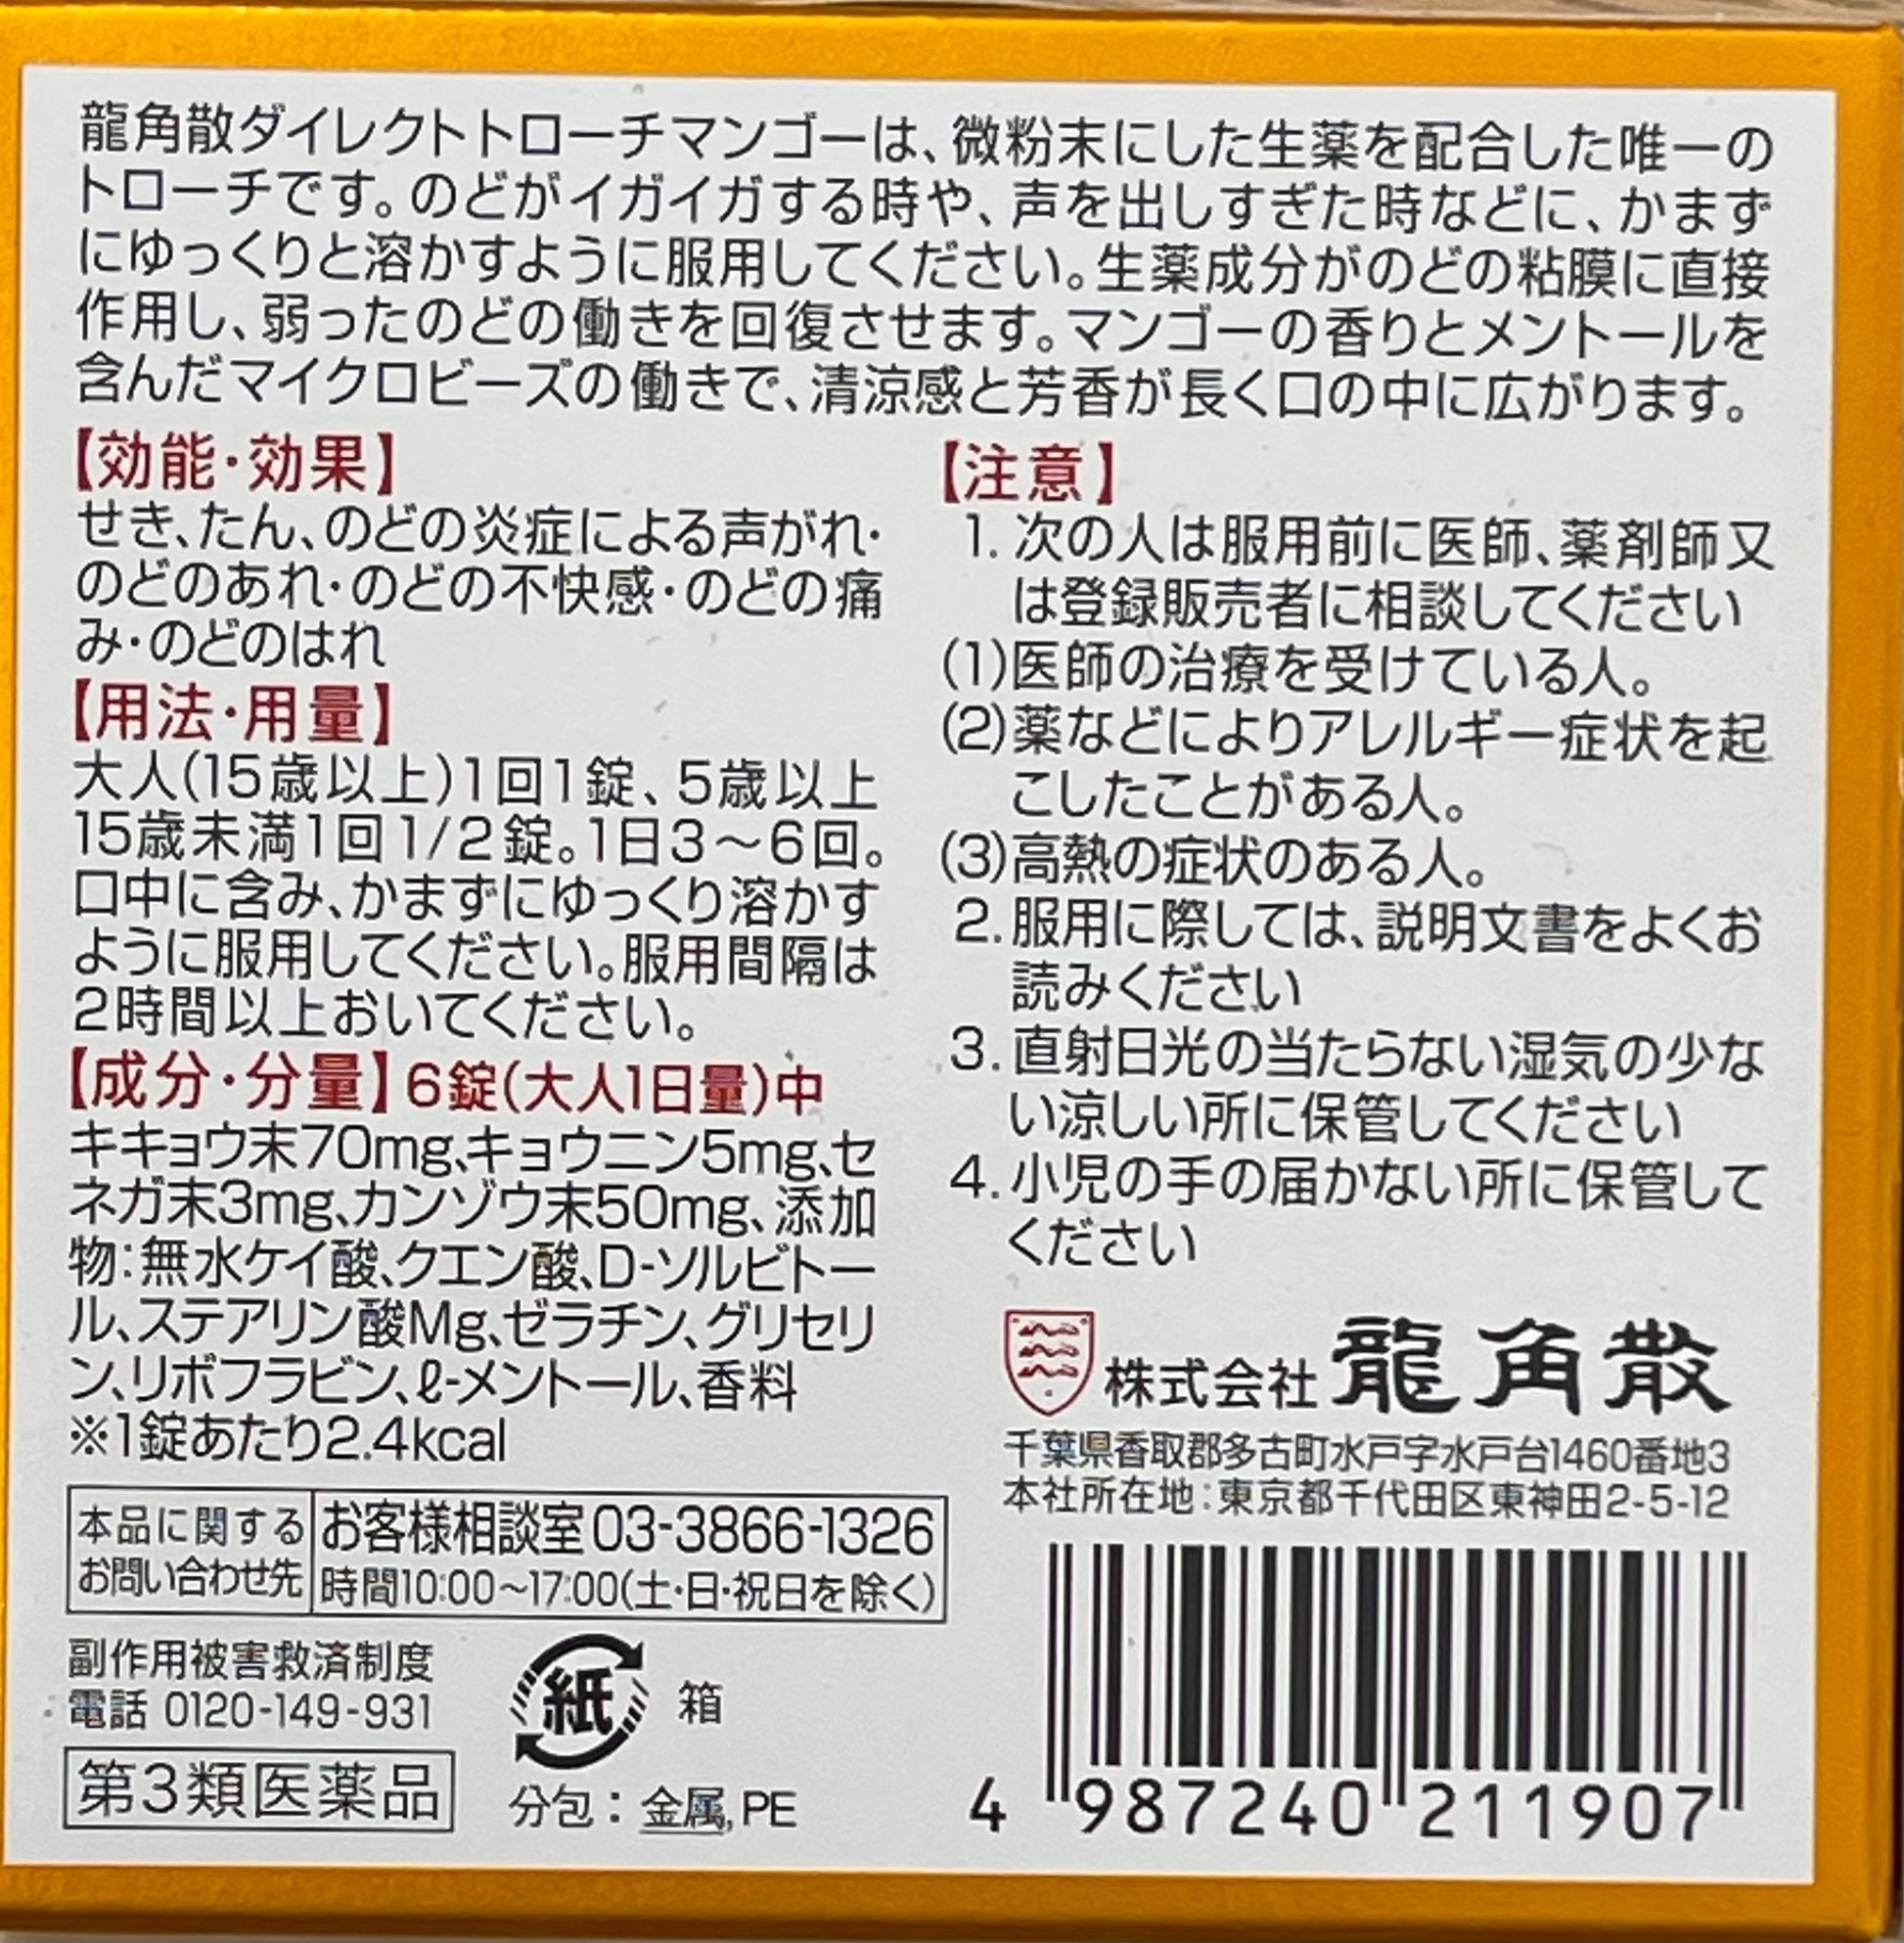 龍角散ダイレクトトローチマンゴーは、微粉末にした生薬を配合した唯一の
トローチです。のどがイガイガする時や、声を出しすぎた時などに、かまず
にゆっくりと溶かすように服用してください。生薬成分がのどの粘膜に直接
作用し、弱ったのどの働きを回復させます。マンゴーの香りとメントールを
含んだマイクロビーズの働きで、清涼感と芳香が長く口の中に広がります。
【効能・効果】
せき、たん、のどの炎症による声がれ・
のどのあれ・のどの不快感・のどの痛
み・のどのはれ
【用法・用量】
大人(15歳以上)1回1錠、5歳以上
15歳未満1回1/2錠。1日3〜6回。
口中に含み、かまずにゆっくり溶かす
ように服用してください。服用間隔は
2時間以上おいてください。
【成分・分量】6錠(大人1日量)中
キキョウ末70mg、キョウニン5mg、セ
ネガ末3mg、カンゾウ末50mg、添加
物:無水ケイ酸、クエン酸、D-ソルビトー
ル、ステアリン酸Mg、ゼラチン、グリセリ
ン、リボフラビン、ℓ-メントール、香料
※1錠あたり2.4kcal
本品に関する
お問い合わせ先
お客様相談室03-3866-1326
時間10:00〜17:00(土・日・祝日を除く)
副作用被害救済制度
電話 0120-149-931
第3類医薬品
紙 箱
分包:金属,PE
【注意】
1. 次の人は服用前に医師、薬剤師又
は登録販売者に相談してください
(1)医師の治療を受けている人。
(2)薬などによりアレルギー症状を起
こしたことがある人。
(3)高熱の症状のある人。
2. 服用に際しては、説明文書をよくお
読みください
3. 直射日光の当たらない湿気の少な
い涼しい所に保管してください
4. 小児の手の届かない所に保管して
ください
株式会社 龍角散
千葉県香取郡多古町水戸字水戸台1460番地3
本社所在地:東京都千代田区東神田2-5-12
4 987240 211907